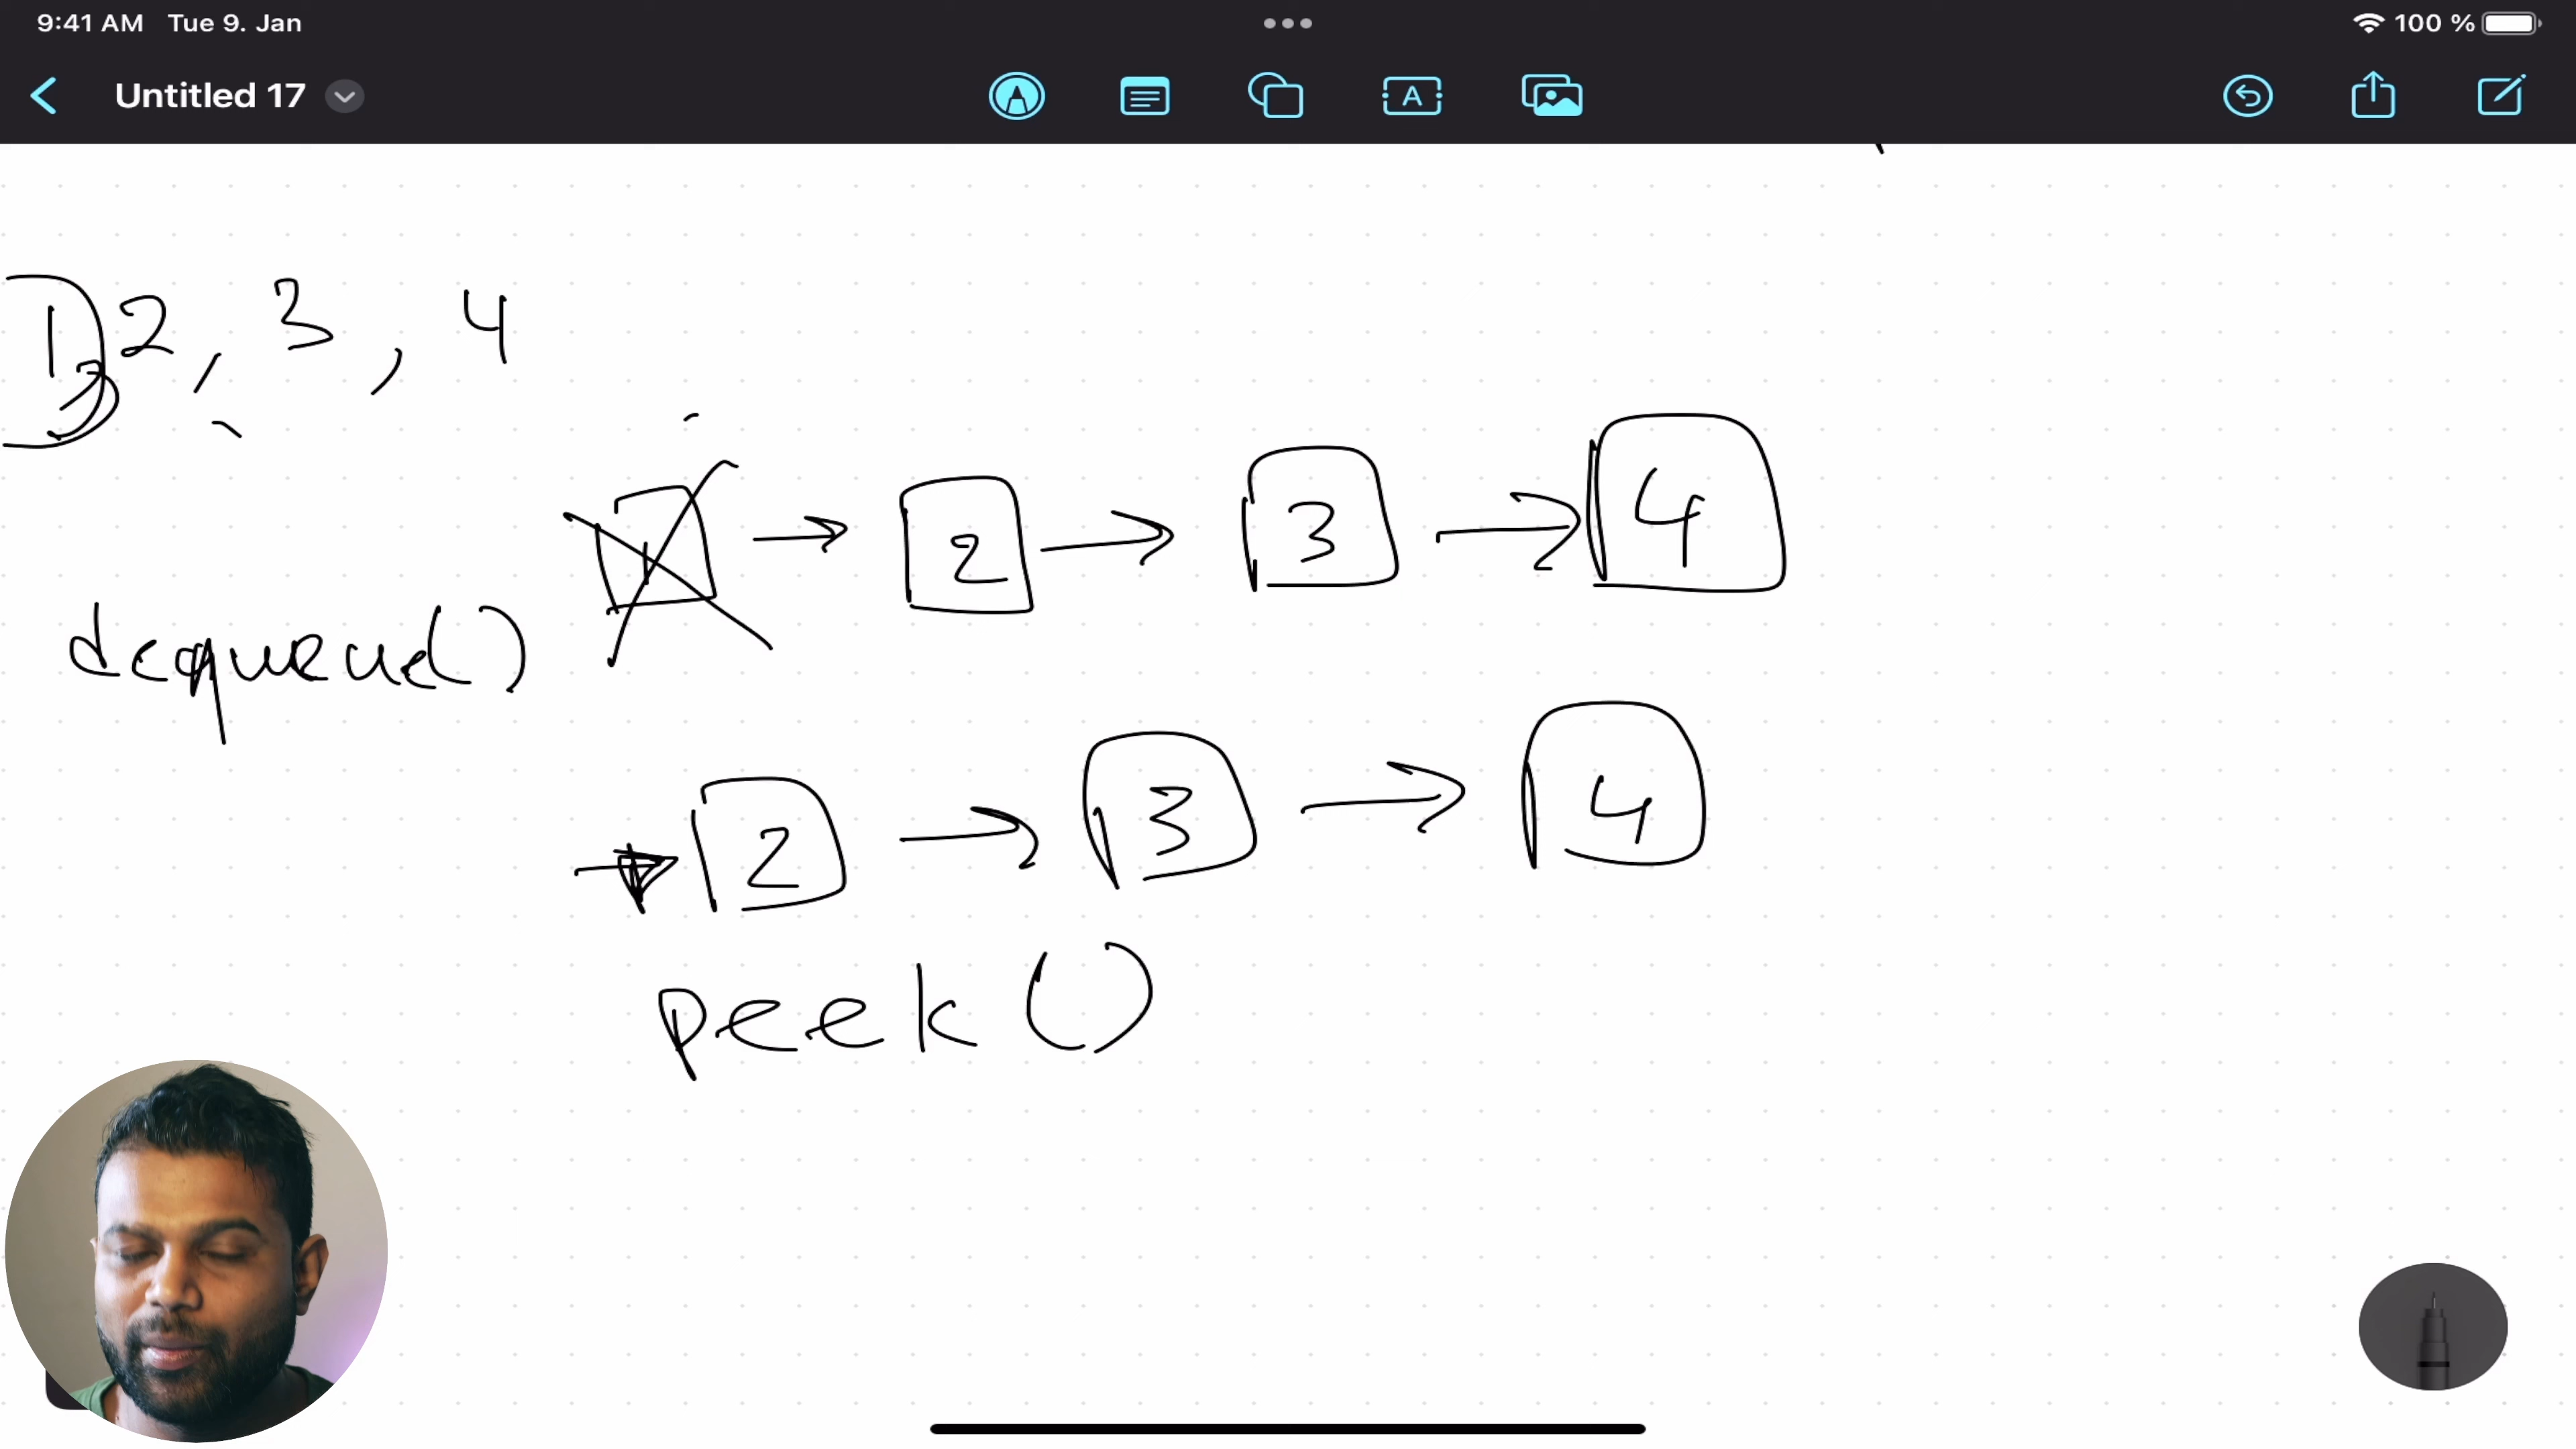 9:41 AM Tue 9. Jan 100 %
Untitled 17
A
1, 2, 3, 4
1 → 2 → 3 → 4
dequeue()
→ 2 → 3 → 4
peek()